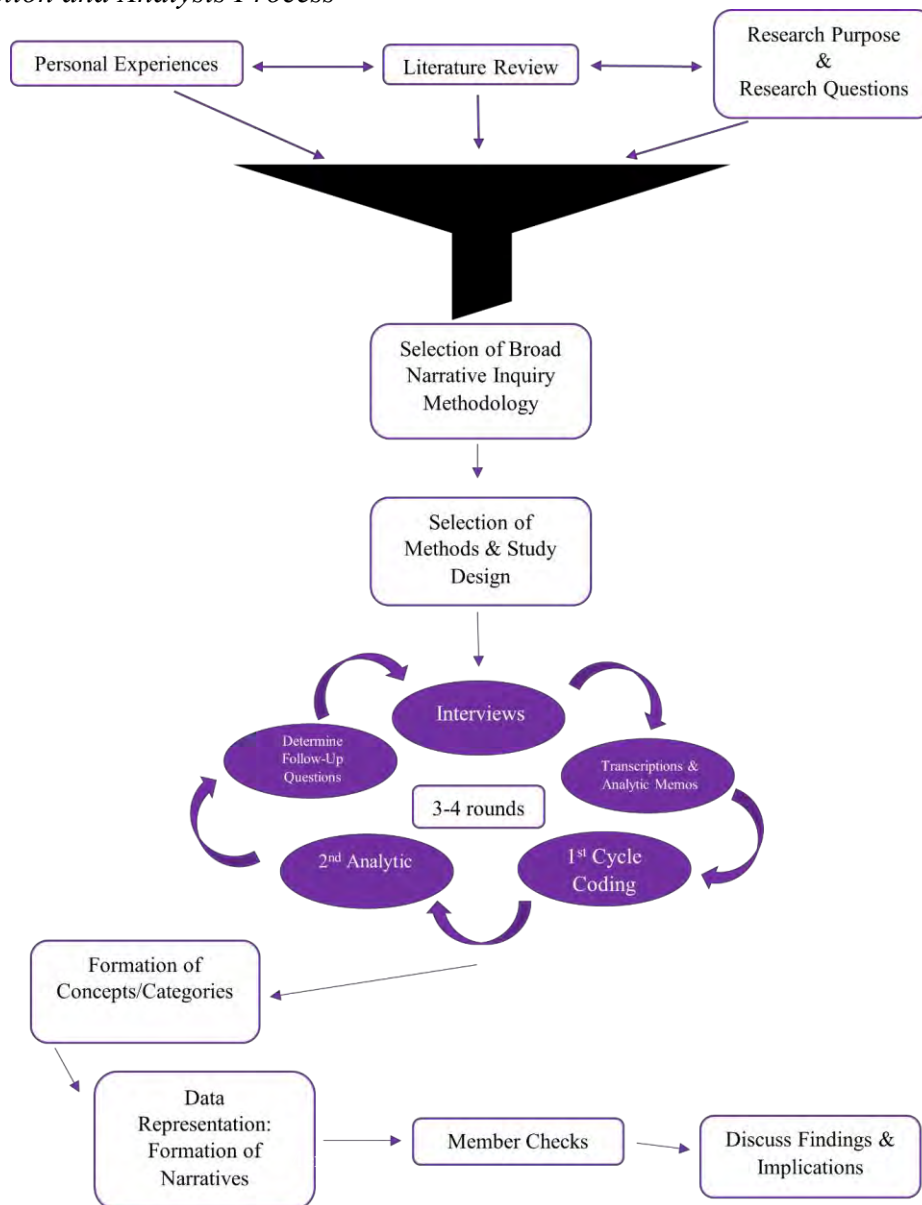 and Analysis Process
Personal Experiences
Literature Review
Research Purpose
&
Research Questions
Selection of Broad
Narrative Inquiry
Methodology
Selection of
Methods & Study
Design
Interviews
Transcriptions &
Analytic Memos
1st Cycle
Coding
2nd Analytic
Determine
Follow-Up
Questions
3-4 rounds
Formation of
Concepts/Categories
Data
Representation:
Formation of
Narratives
Member Checks
Discuss Findings &
Implications